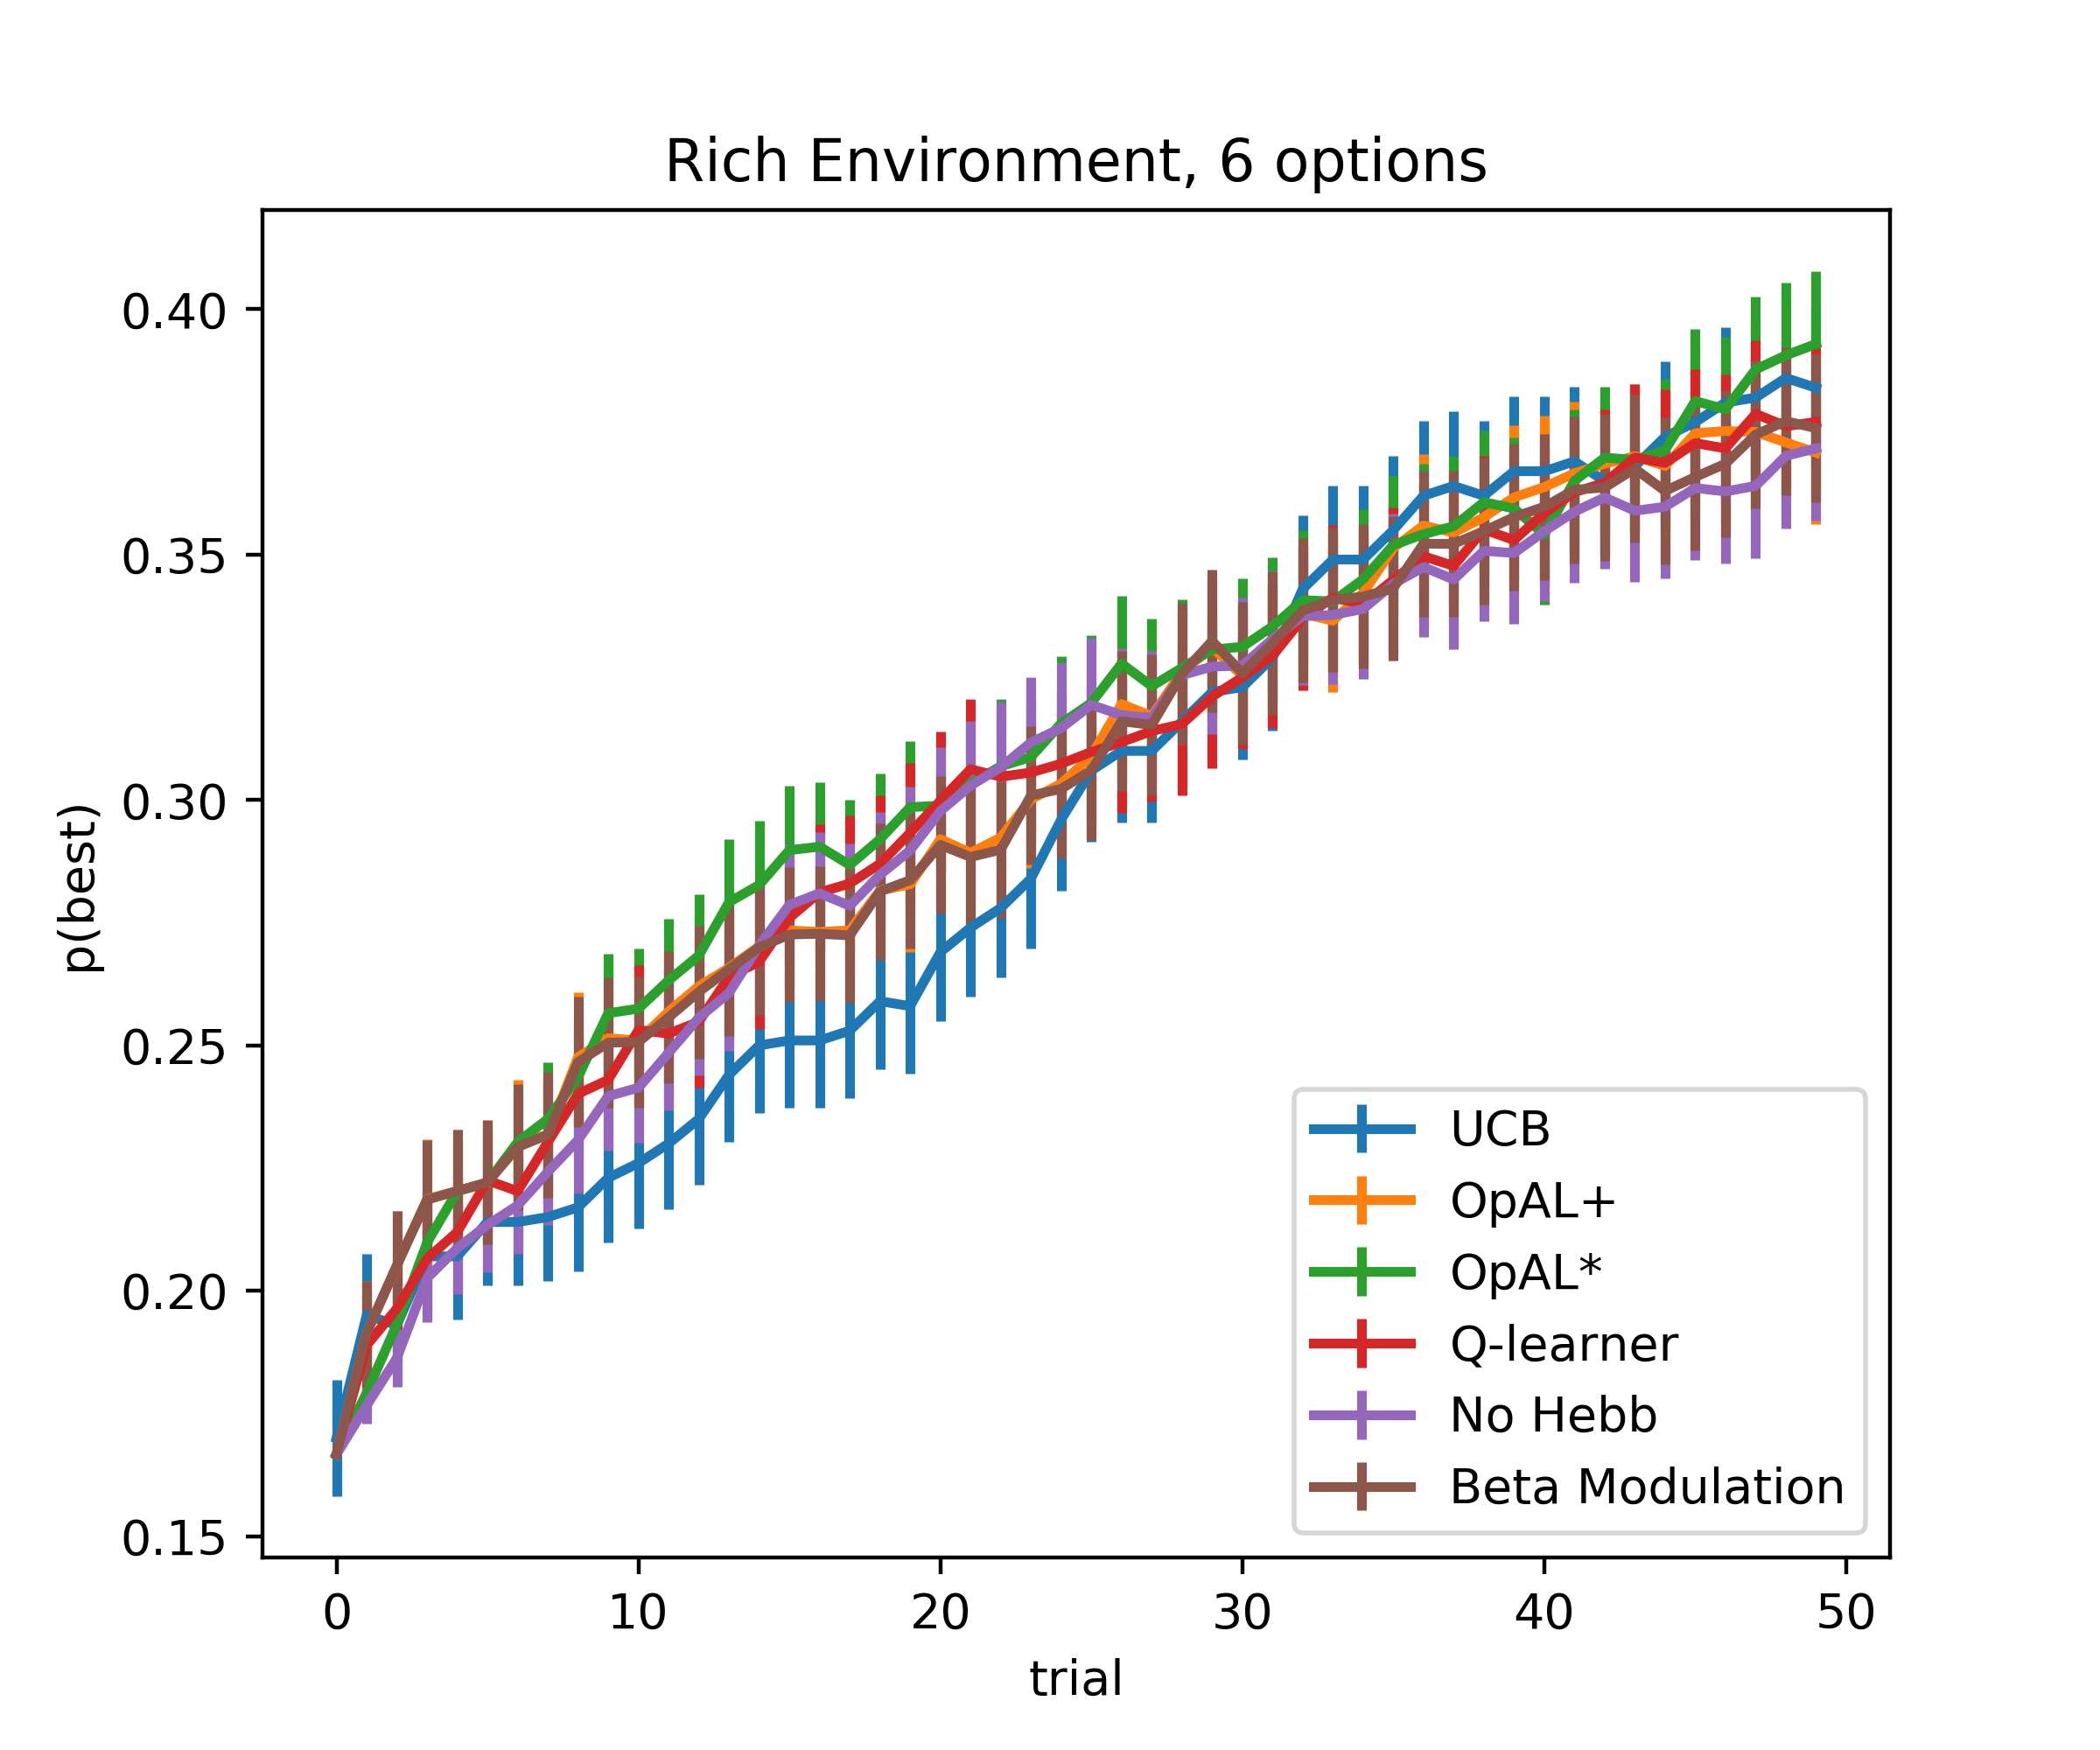 Rich Environment, 6 options
p(best)
0.40
0.35
0.30
0.25
0.20
0.15
0 10 20 30 40 50
trial
UCB
OpAL+
OpAL*
Q-learner
No Hebb
Beta Modulation